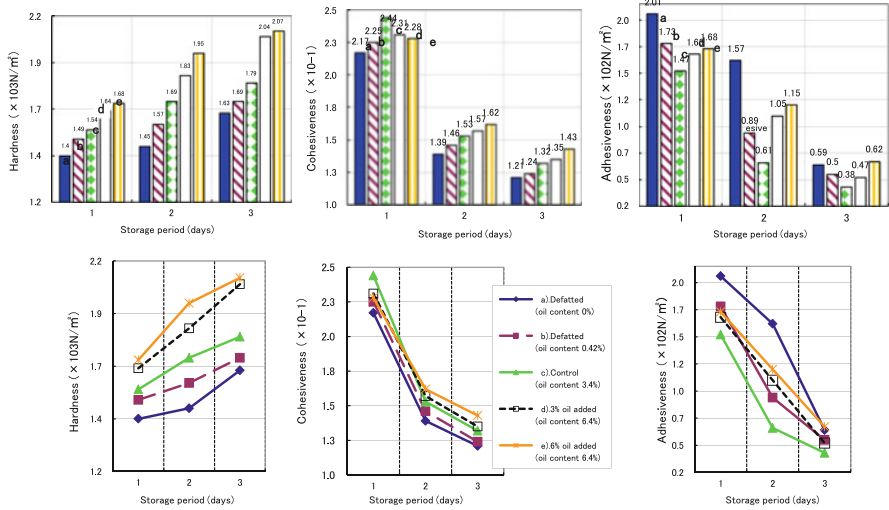 2.2
1.9
1.7
1.4
1.2
Hardness (×103N/㎡)
1.4
1.49
1.54
1.64
1.68
a
b
c
d
e
1.45
1.57
1.69
1.83
1.95
1.63
1.69
1.79
2.04
2.07
1
2
3
Storage period (days)
2.5
2.3
1.8
1.5
1.3
1.0
Cohesiveness (×10−1)
2.17
2.25
2.44
2.31
2.28
a
b
c
d
e
1.39
1.46
1.53
1.57
1.62
1.21
1.24
1.32
1.35
1.43
1
2
3
Storage period (days)
2.0
1.7
1.5
1.2
1.0
0.7
0.5
0.2
Adhesiveness (×102N/㎡)
2.01
1.73
1.47
1.68
a
b
c
d
e
1.57
0.89
esive
0.61
1.05
1.15
0.59
0.5
0.38
0.47
0.62
1
2
3
Storage period (days)
2.2
1.9
1.7
1.4
1.2
Hardness (×103N/㎡)
1
2
3
Storage period (days)
2.5
2.3
2.0
1.8
1.5
1.3
1.0
Cohesiveness (×10−1)
1
2
3
Storage period (days)
a).Defatted
(oil content 0%)
b).Defatted
(oil content 0.42%)
c).Control
(oil content 3.4%)
d).3% oil added
(oil content 6.4%)
e).6% oil added
(oil content 6.4%)
2.0
1.7
1.5
1.2
1.0
0.7
0.5
0.2
Adhesiveness (×102N/㎡)
1
2
3
Storage period (days)